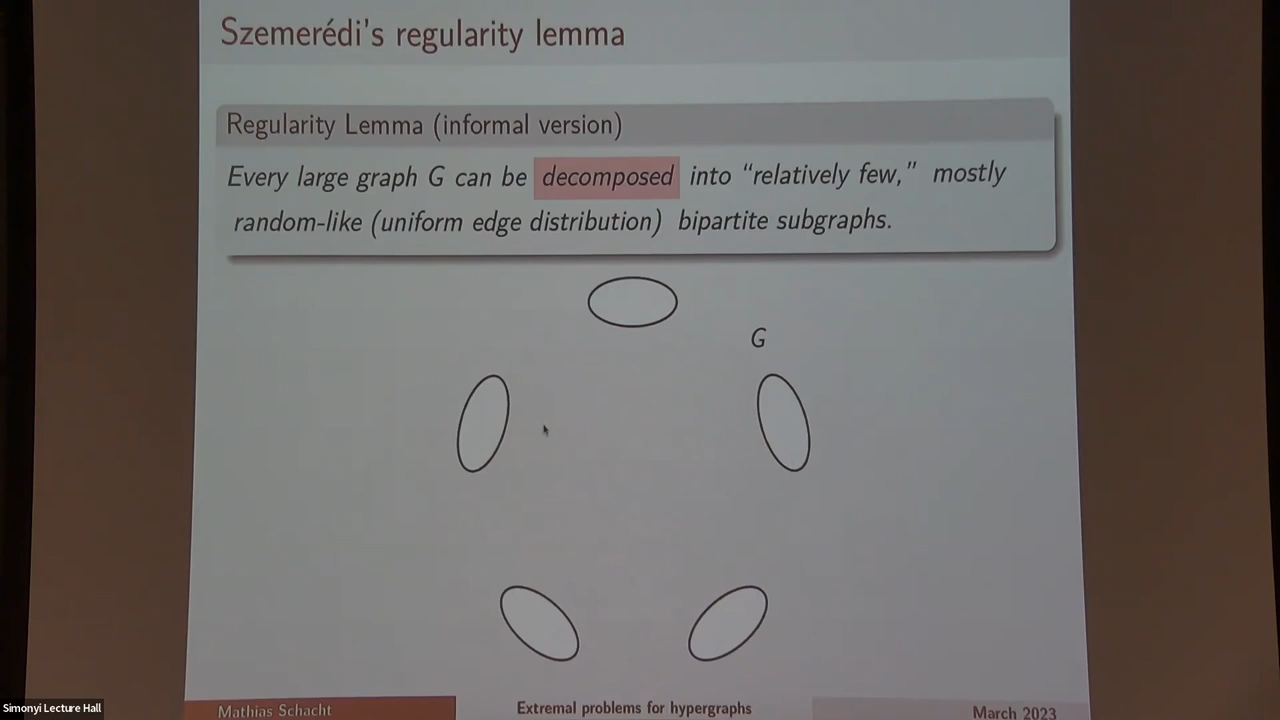 Szemerédi's regularity lemma
Regularity Lemma (informal version)
Every large graph G can be decomposed into “relatively few,” mostly
random-like (uniform edge distribution) bipartite subgraphs.
G
Mathias Schacht
Extremal problems for hypergraphs
March 2023
Simonyi Lecture Hall